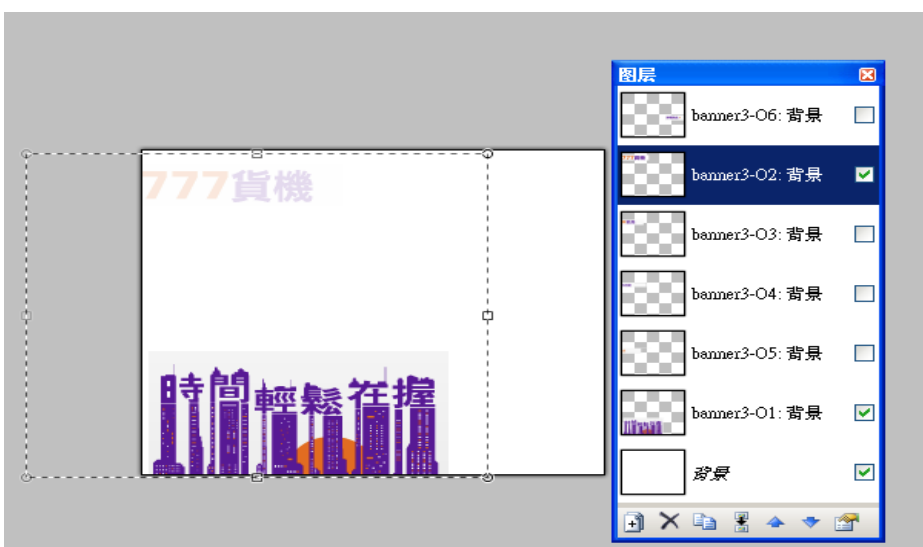 图层
banner3-O6: 背景
banner3-O2: 背景
banner3-O3: 背景
banner3-O4: 背景
banner3-O5: 背景
banner3-O1: 背景
背景
777貨機
時間輕鬆在握